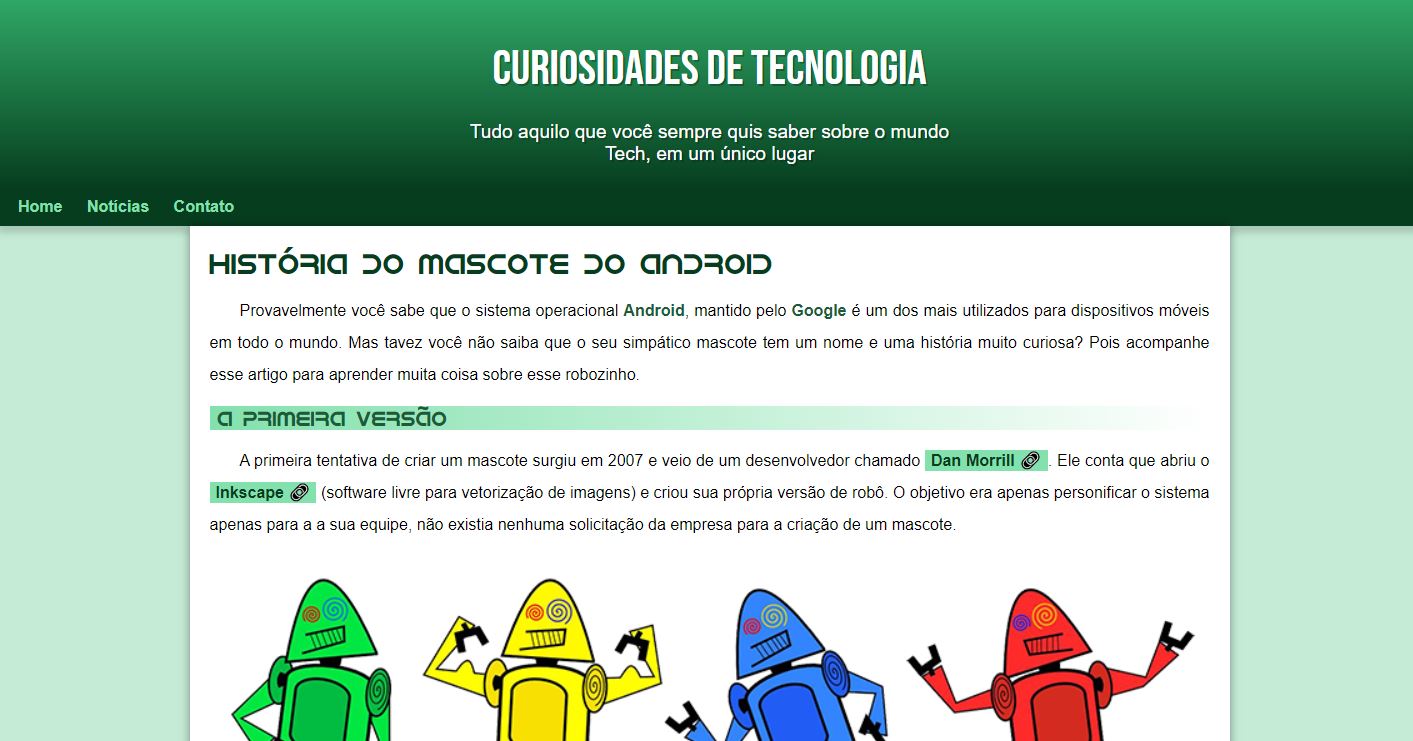 CURIOSIDADES DE TECNOLOGIA
Tudo aquilo que você sempre quis saber sobre o mundo
Tech, em um único lugar
Home Notícias Contato
HISTÓRIA DO MASCOTE DO ANDROID
Provavelmente você sabe que o sistema operacional Android, mantido pelo Google é um dos mais utilizados para dispositivos móveis
em todo o mundo. Mas tavez você não saiba que o seu simpático mascote tem um nome e uma história muito curiosa? Pois acompanhe
esse artigo para aprender muita coisa sobre esse robozinho.
A PRIMEIRA VERSÃO
A primeira tentativa de criar um mascote surgiu em 2007 e veio de um desenvolvedor chamado Dan Morrill . Ele conta que abriu o
Inkscape (software livre para vetorização de imagens) e criou sua própria versão de robô. O objetivo era apenas personificar o sistema
apenas para a a sua equipe, não existia nenhuma solicitação da empresa para a criação de um mascote.